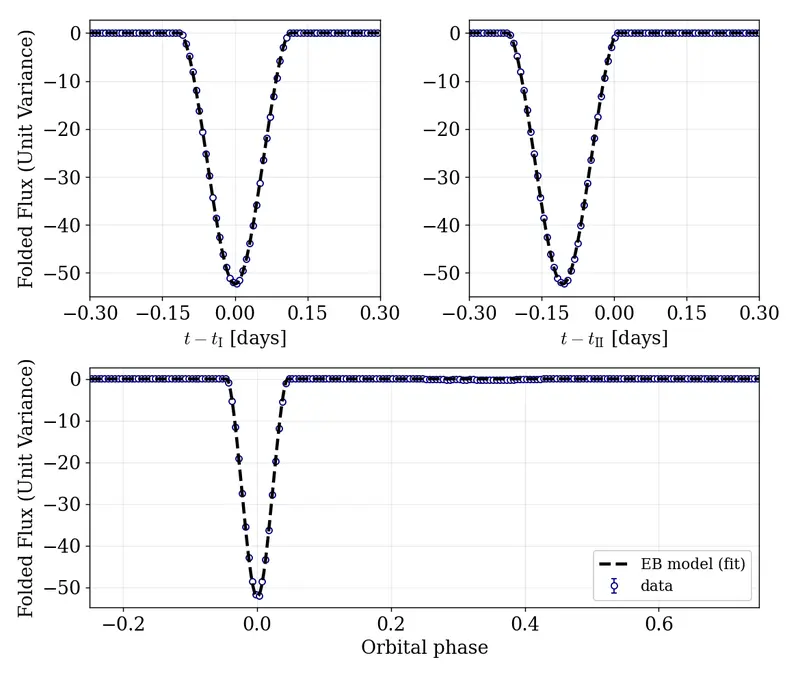 Folded Flux (Unit Variance)
0
−10
−20
−30
−40
−50
−0.30 −0.15 0.00 0.15 0.30
t − t_I [days]
0
−10
−20
−30
−40
−50
−0.30 −0.15 0.00 0.15 0.30
t − t_II [days]
Folded Flux (Unit Variance)
0
−10
−20
−30
−40
−50
−0.2 0.0 0.2 0.4 0.6
Orbital phase
EB model (fit)
data